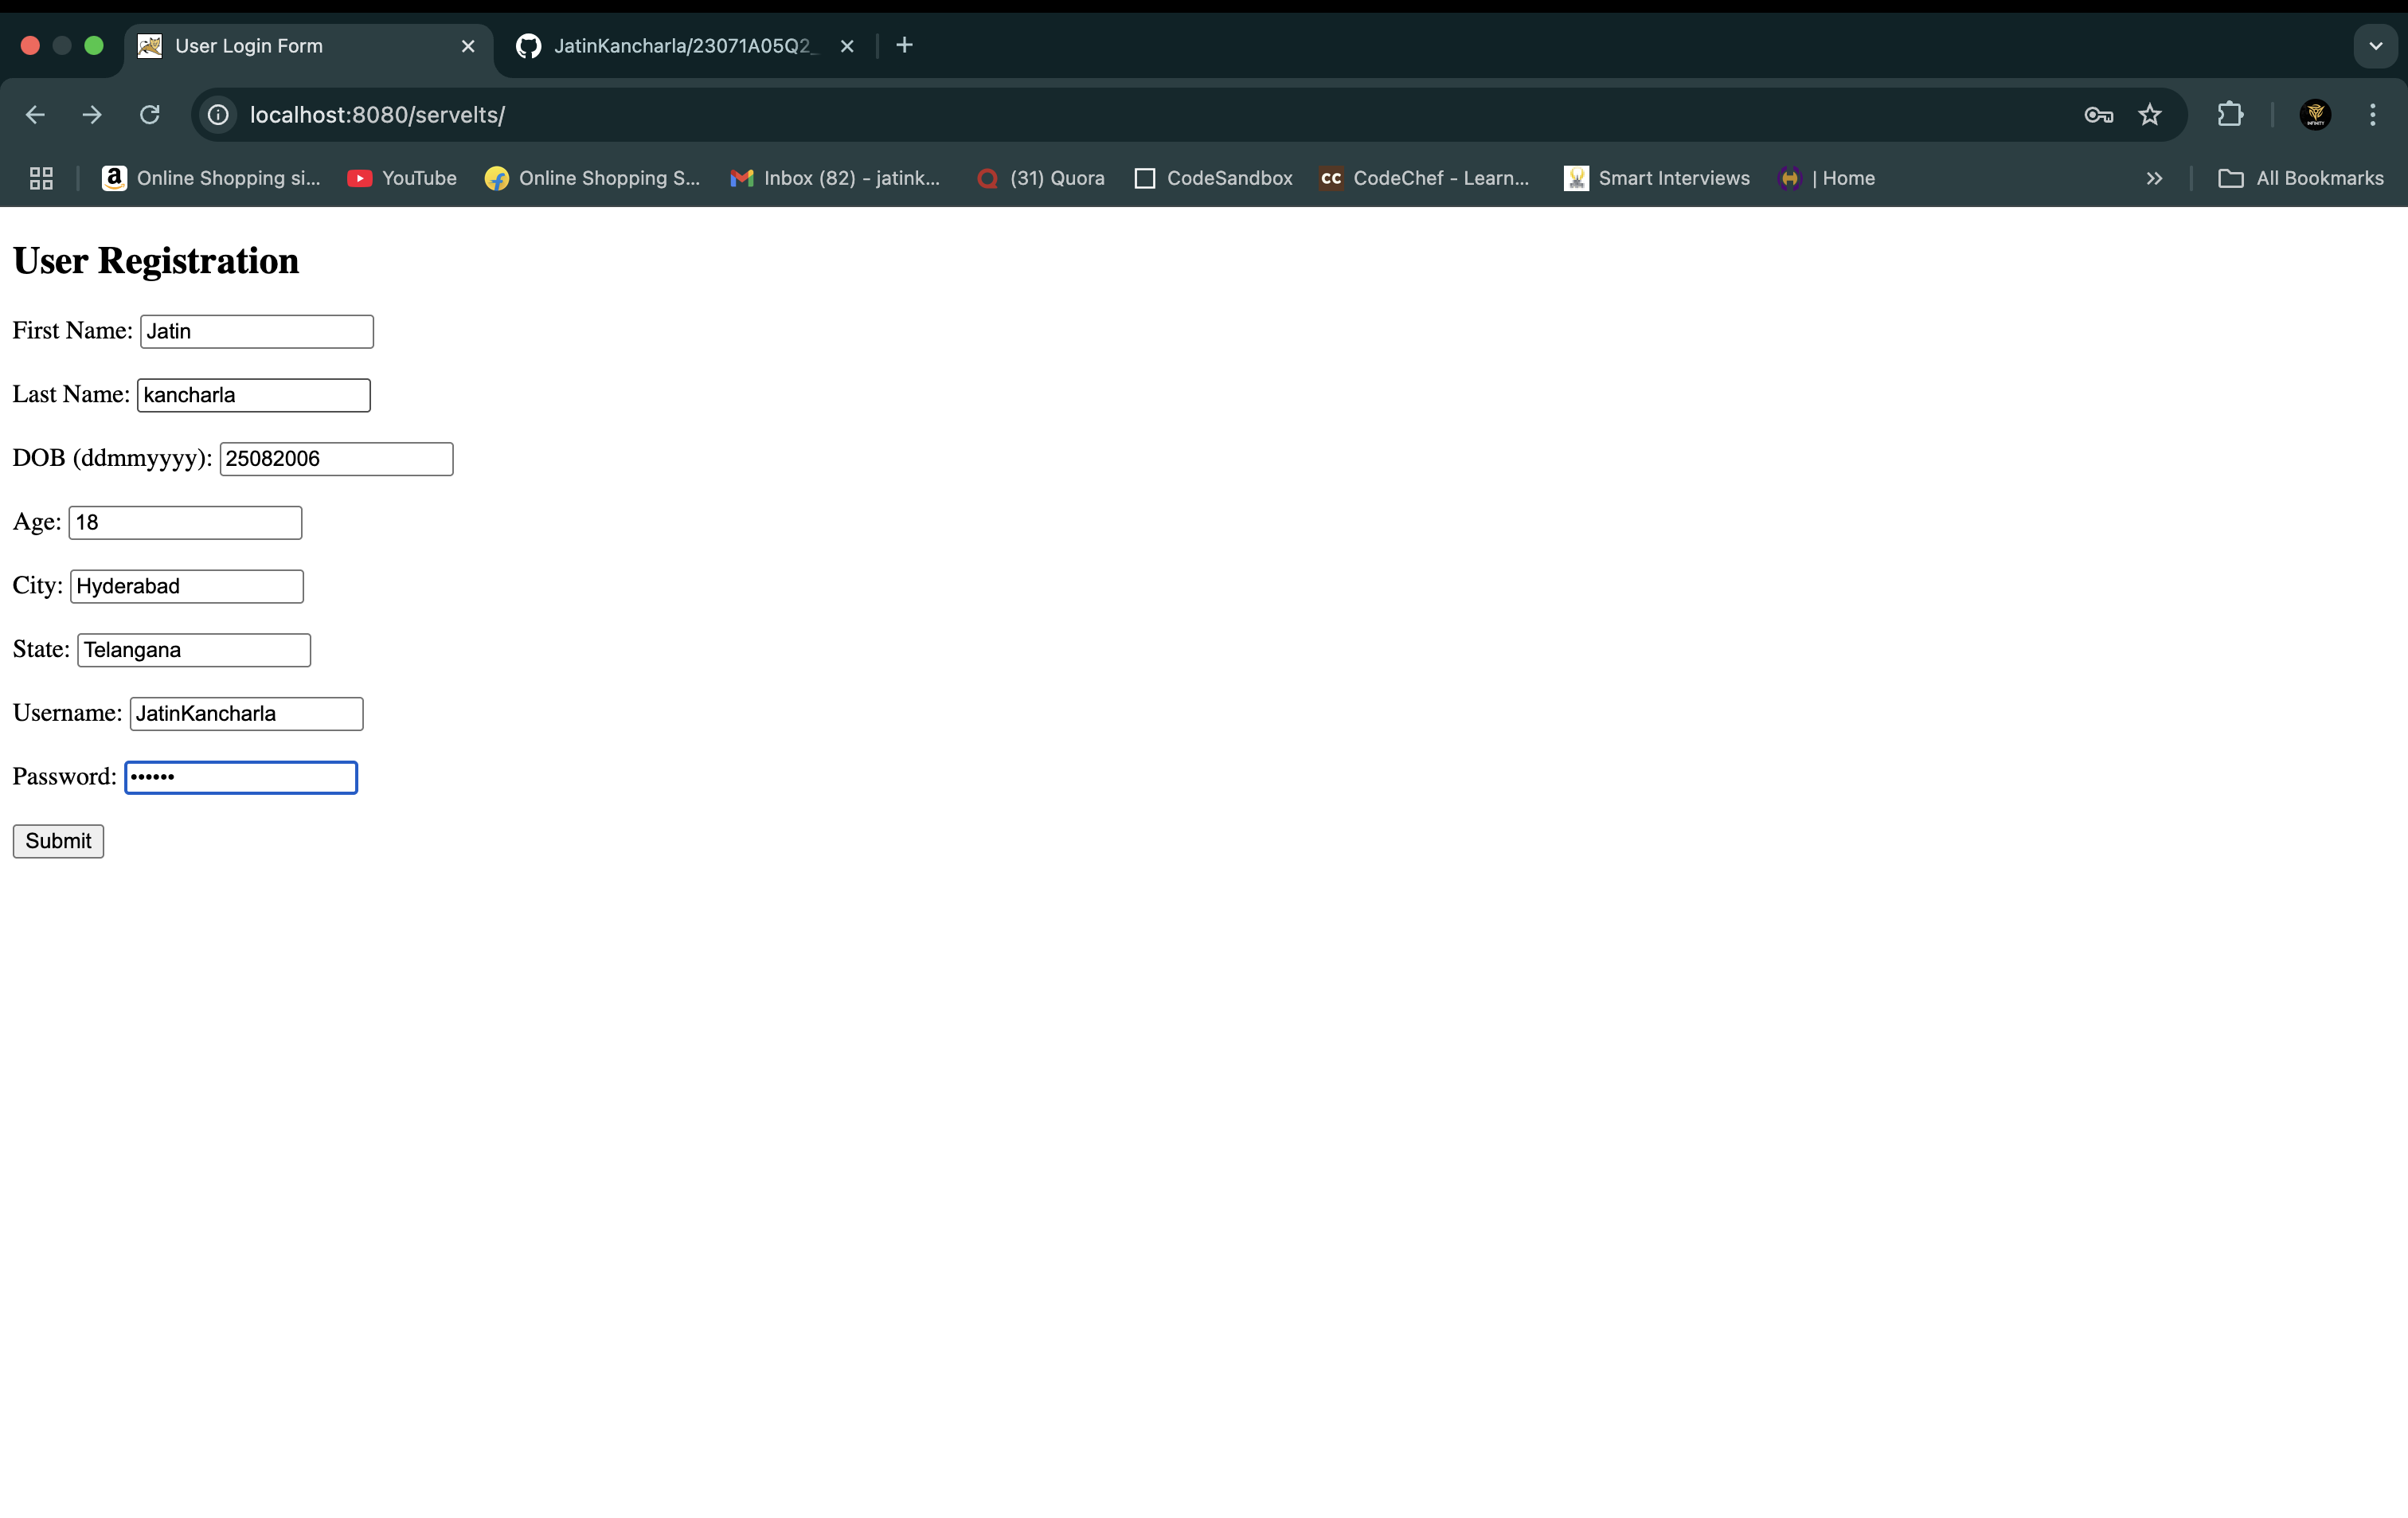 User Login Form
JatinKancharla/23071A05Q2_
localhost:8080/servelts/
Online Shopping si...
YouTube
Online Shopping S...
Inbox (82) - jatink...
(31) Quora
CodeSandbox
CC CodeChef - Learn...
Smart Interviews
| Home
All Bookmarks
User Registration
First Name: Jatin
Last Name: kancharla
DOB (ddmmyyyy): 25082006
Age: 18
City: Hyderabad
State: Telangana
Username: JatinKancharla
Password: ••••••
Submit